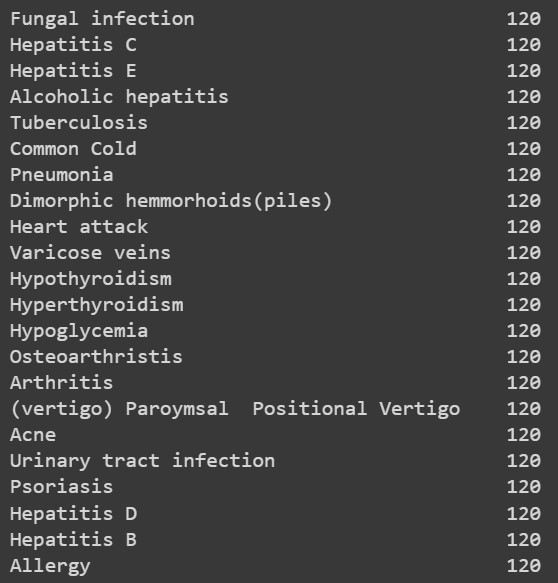 Fungal infection 120
Hepatitis C 120
Hepatitis E 120
Alcoholic hepatitis 120
Tuberculosis 120
Common Cold 120
Pneumonia 120
Dimorphic hemmorhoids(piles) 120
Heart attack 120
Varicose veins 120
Hypothyroidism 120
Hyperthyroidism 120
Hypoglycemia 120
Osteoarthristis 120
Arthritis 120
(vertigo) Paroymsal  Positional Vertigo 120
Acne 120
Urinary tract infection 120
Psoriasis 120
Hepatitis D 120
Hepatitis B 120
Allergy 120